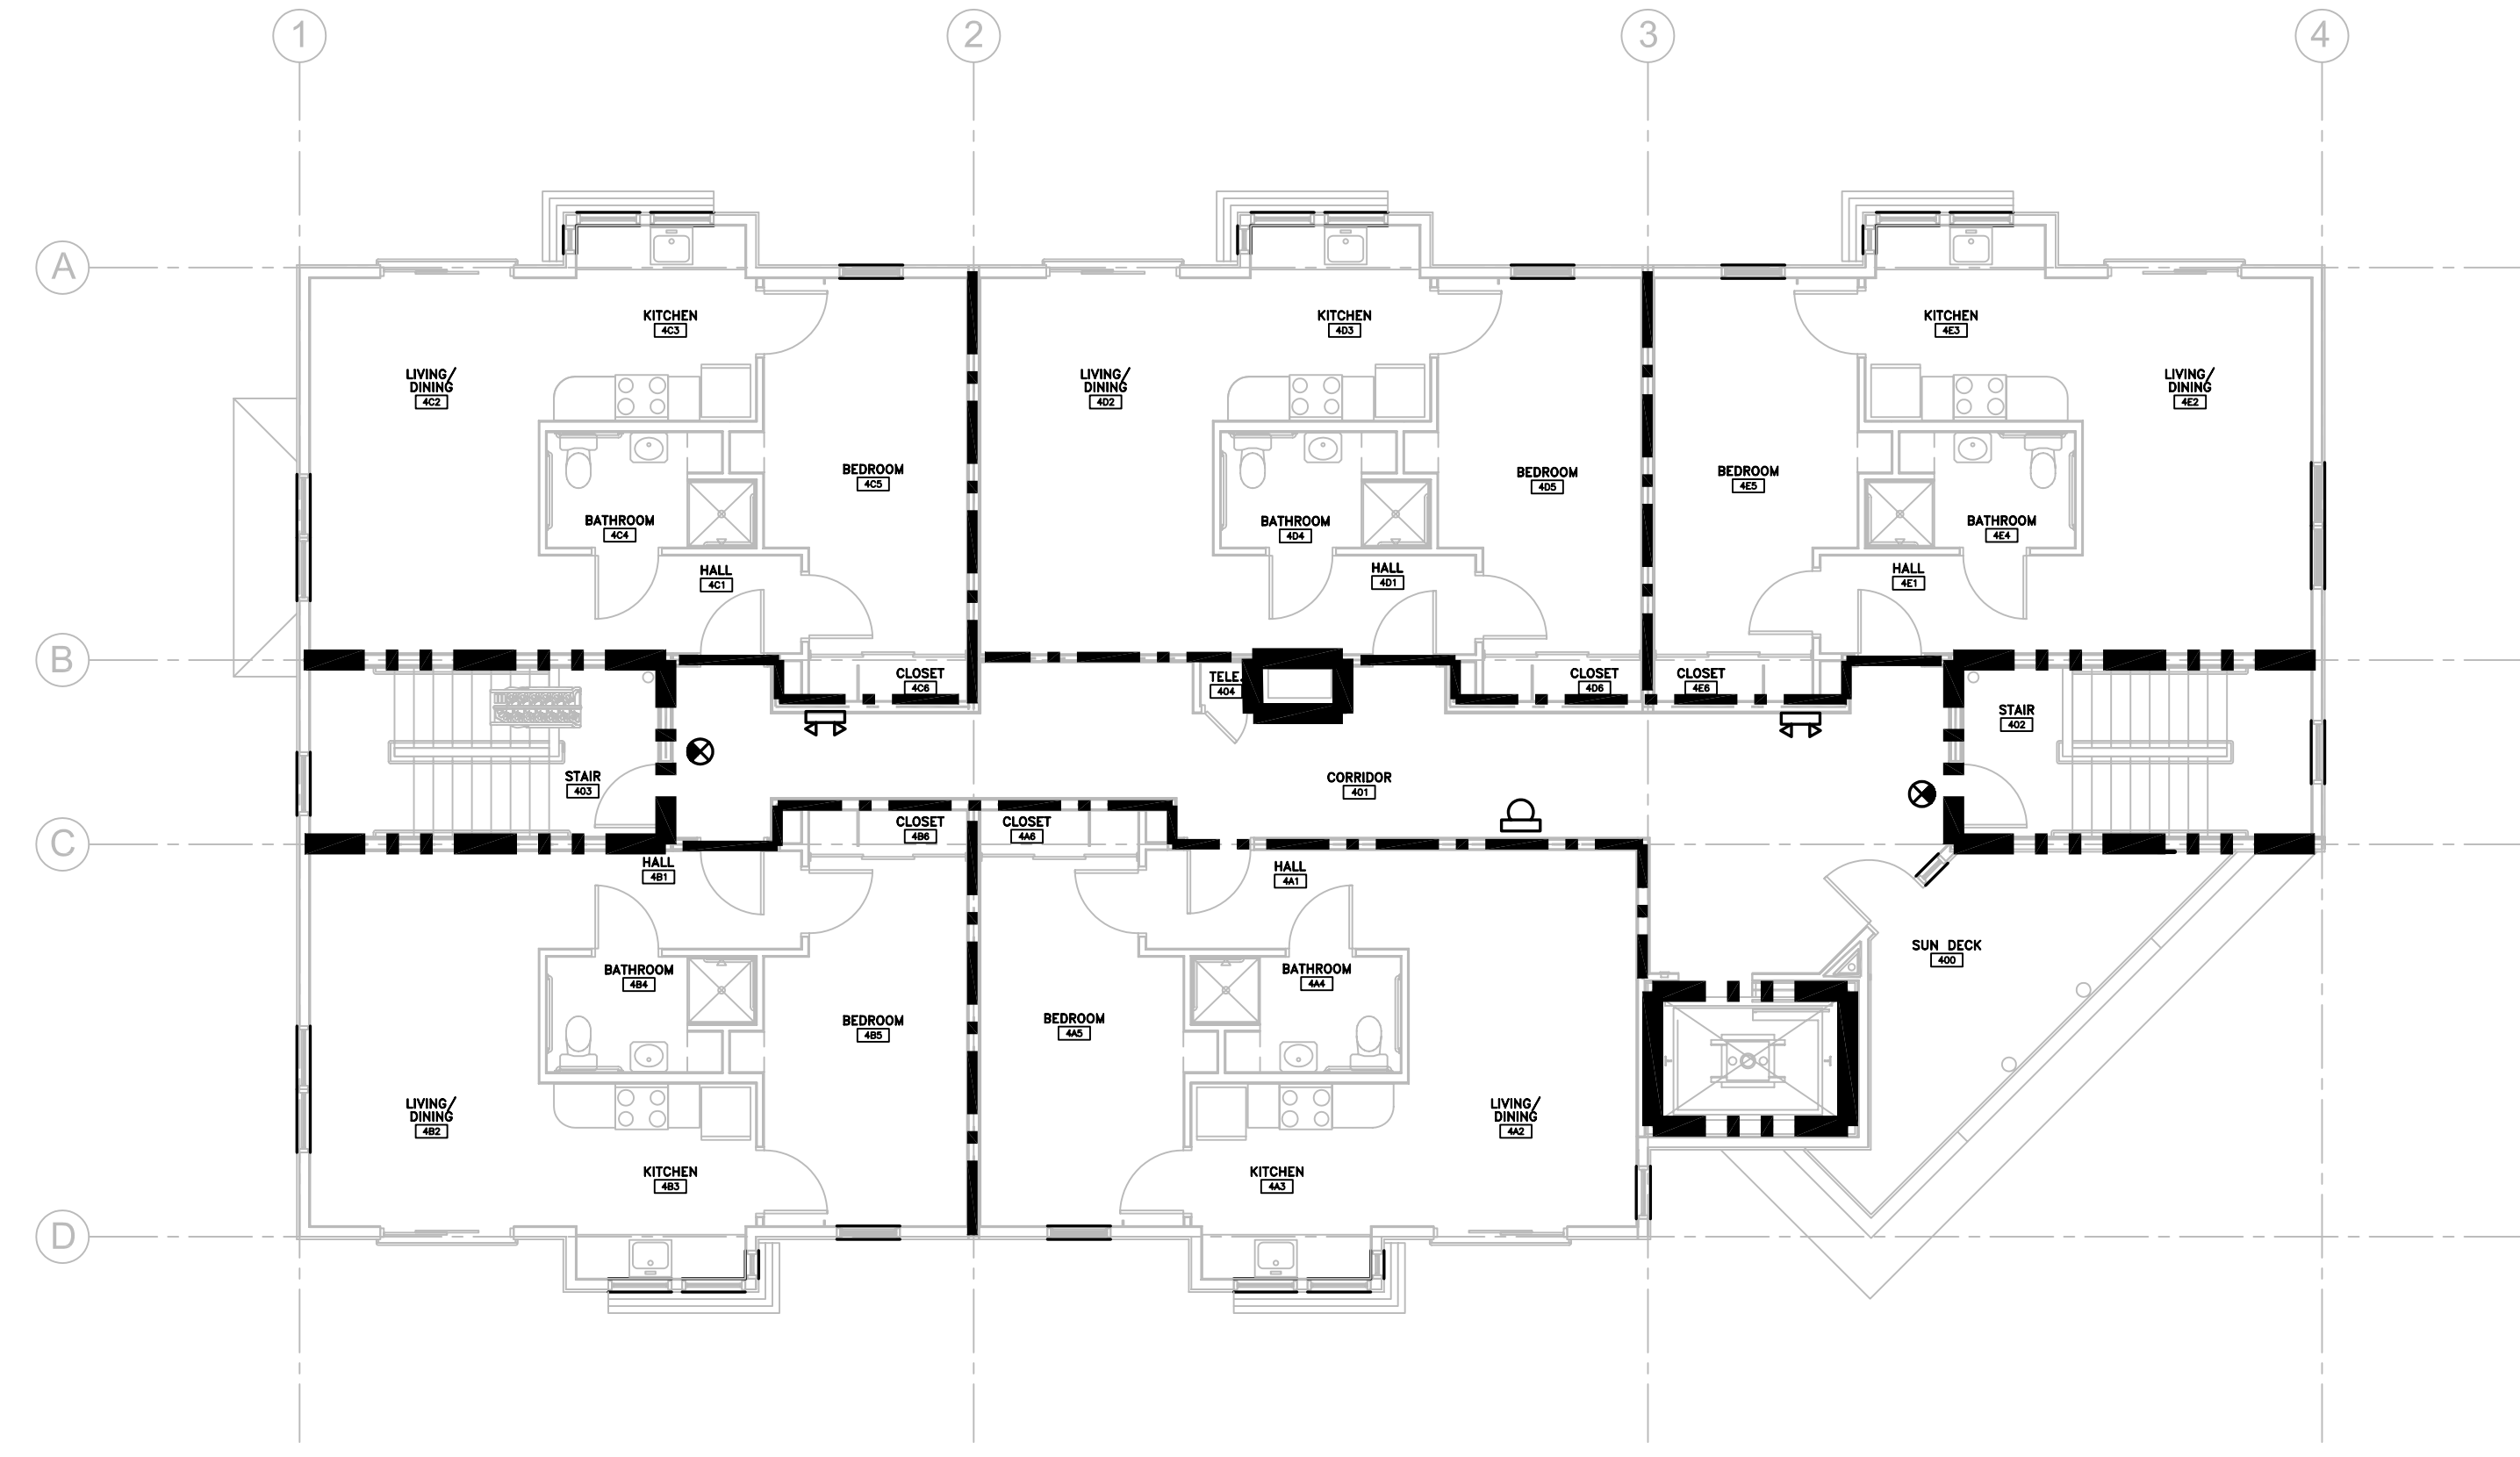 1
2
3
4
A
B
C
D
KITCHEN
4C3
KITCHEN
4D3
KITCHEN
4E3
LIVING/
DINING
4C2
LIVING/
DINING
4D2
LIVING/
DINING
4E2
BEDROOM
4C5
BEDROOM
4D5
BEDROOM
4E5
BATHROOM
4C4
BATHROOM
4D4
BATHROOM
4E4
HALL
4C1
HALL
4D1
HALL
4E1
CLOSET
4C6
TELE.
404
CLOSET
4D6
CLOSET
4E6
STAIR
402
STAIR
403
CORRIDOR
401
CLOSET
4B6
CLOSET
4A6
HALL
4B1
HALL
4A1
SUN DECK
400
BATHROOM
4B4
BATHROOM
4A4
BEDROOM
4B5
BEDROOM
4A5
LIVING/
DINING
4B2
LIVING/
DINING
4A2
KITCHEN
4B3
KITCHEN
4A3